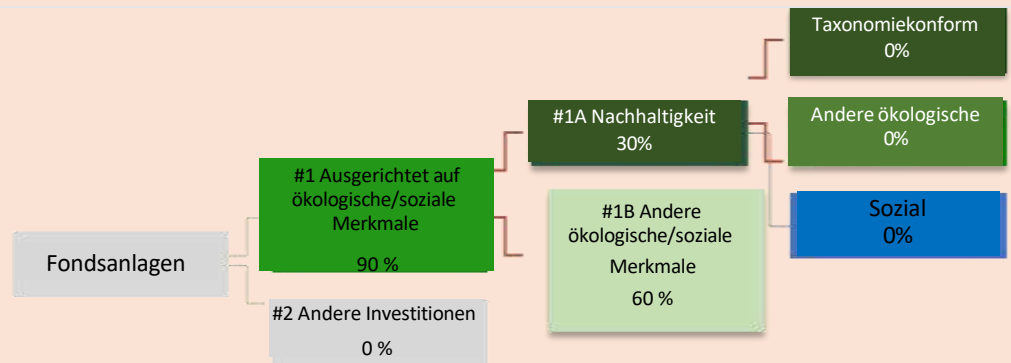 Taxonomiekonform
0%
#1A Nachhaltigkeit
30%
Andere ökologische
0%
#1 Ausgerichtet auf
ökologische/soziale
Merkmale
90 %
#1B Andere
ökologische/soziale
Merkmale
60 %
Sozial
0%
Fondsanlagen
#2 Andere Investitionen
0 %